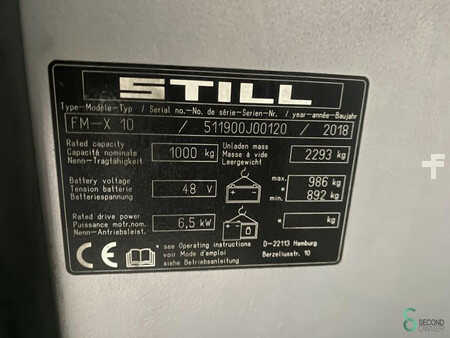 STILL
Type-Modèle-Typ / Serial no.-No. de série-Serien-Nr. / year-année-Baujahr
FM-X 10 / 511900J00120 / 2018
Rated capacity Unladen mass
Capacité nominale 1000 kg Masse à vide 2293 kg
Nenn-Tragfähigkeit Leergewicht
Battery voltage max. 986 kg
Tension batterie 48 V *
Batteriespannung min. 892 kg
Rated drive power
Puissance motr.nom. 6,5 kW * kg
Nenn-Antriebsleist.
CE * see Operating instructions D-22113 Hamburg
voir Mode d'emploi Berzeliusstr. 10
siehe Betriebsanleitung
SECOND